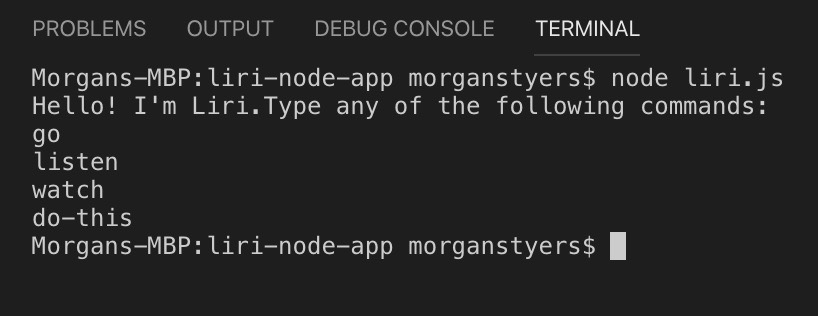 PROBLEMS OUTPUT DEBUG CONSOLE TERMINAL
Morgans-MBP:liri-node-app morganstyers$ node liri.js
Hello! I'm Liri.Type any of the following commands:
go
listen
watch
do-this
Morgans-MBP:liri-node-app morganstyers$